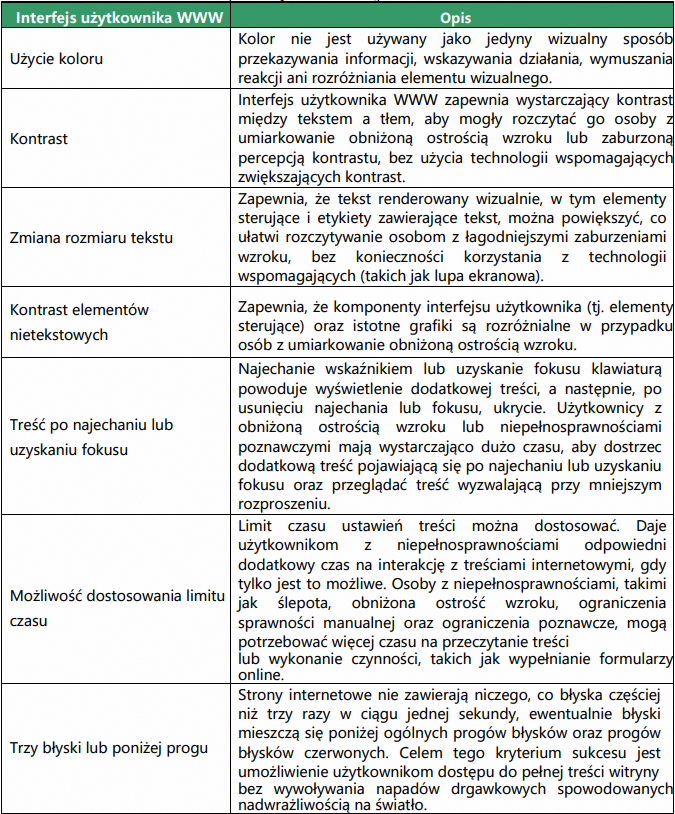 Interfejs użytkownika WWW
Opis
Użycie koloru
Kolor nie jest używany jako jedyny wizualny sposób
przekazywania informacji, wskazywania działania, wymuszania
reakcji ani rozróżniania elementu wizualnego.
Kontrast
Interfejs użytkownika WWW zapewnia wystarczający kontrast
między tekstem a tłem, aby mogły rozczytać go osoby z
umiarkowanie obniżoną ostrością wzroku lub zaburzoną
percepcją kontrastu, bez użycia technologii wspomagających
zwiększających kontrast.
Zmiana rozmiaru tekstu
Zapewnia, że tekst renderowany wizualnie, w tym elementy
sterujące i etykiety zawierające tekst, można powiększyć, co
ułatwi rozczytywanie osobom z łagodniejszymi zaburzeniami
wzroku, bez konieczności korzystania z technologii
wspomagających (takich jak lupa ekranowa).
Kontrast elementów
nietekstowych
Zapewnia, że komponenty interfejsu użytkownika (tj. elementy
sterujące) oraz istotne grafiki są rozróżnialne w przypadku
osób z umiarkowanie obniżoną ostrością wzroku.
Treść po najechaniu lub
uzyskaniu fokusu
Najechanie wskaźnikiem lub uzyskanie fokusu klawiaturą
powoduje wyświetlenie dodatkowej treści, a następnie, po
usunięciu najechania lub fokusu, ukrycie. Użytkownicy z
obniżoną ostrością wzroku lub niepełnosprawnościami
poznawczymi mają wystarczająco dużo czasu, aby dostrzec
dodatkową treść pojawiającą się po najechaniu lub uzyskaniu
fokusu oraz przeglądać treść wyzwalającą przy mniejszym
rozproszeniu.
Możliwość dostosowania limitu
czasu
Limit czasu ustawień treści można dostosować. Daje
użytkownikom z niepełnosprawnościami odpowiedni
dodatkowy czas na interakcję z treściami internetowymi, gdy
tylko jest to możliwe. Osoby z niepełnosprawnościami, takimi
jak ślepota, obniżona ostrość wzroku, ograniczenia
sprawności manualnej oraz ograniczenia poznawcze, mogą
potrzebować więcej czasu na przeczytanie treści
lub wykonanie czynności, takich jak wypełnianie formularzy
online.
Trzy błyski lub poniżej progu
Strony internetowe nie zawierają niczego, co błyska częściej
niż trzy razy w ciągu jednej sekundy, ewentualnie błyski
mieszczą się poniżej ogólnych progów błysków oraz progów
błysków czerwonych. Celem tego kryterium sukcesu jest
umożliwienie użytkownikom dostępu do pełnej treści witryny
bez wywoływania napadów drgawkowych spowodowanych
nadwrażliwością na światło.